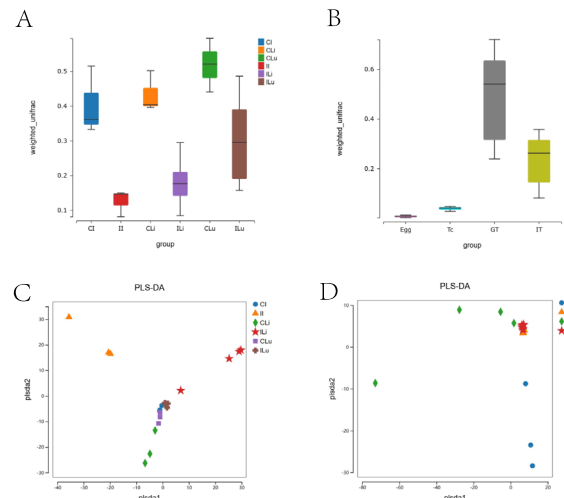 A
B
weighted_unifrac
0.5
0.4
0.3
0.2
0.1
CI
II
CLi
ILi
CLu
ILu
group
CI
CLi
CLu
II
ILi
ILu
weighted_unifrac
0.6
0.4
0.2
Egg
Tc
GT
IT
group
C
D
PLS-DA
plsda2
30
20
10
0
-10
-20
-30
-40
-30
-20
-10
0
10
20
30
plsda1
CI
II
CLi
ILi
CLu
ILu
PLS-DA
plsda2
10
0
-10
-20
-30
-80
-60
-40
-20
0
20
plsda1